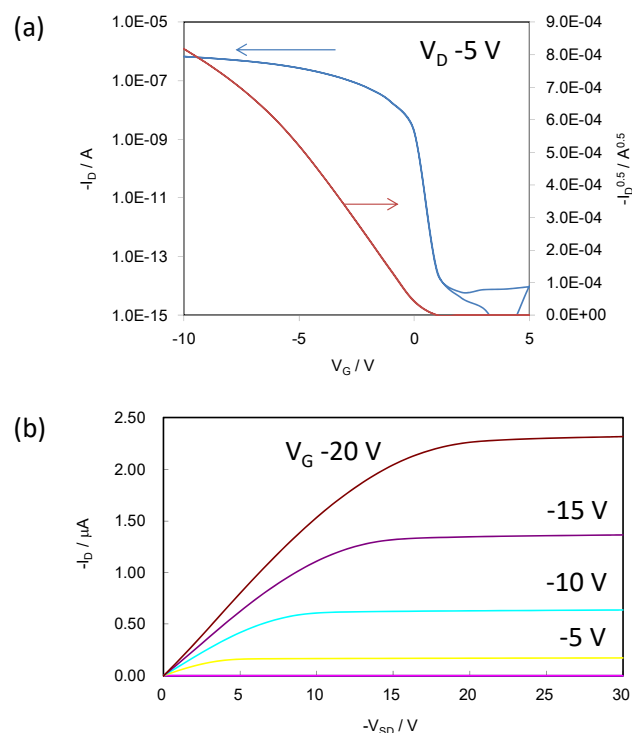 (a)
1.0E-05
1.0E-07
1.0E-09
1.0E-11
1.0E-13
1.0E-15
-I_D / A
V_D -5 V
9.0E-04
8.0E-04
7.0E-04
6.0E-04
5.0E-04
4.0E-04
3.0E-04
2.0E-04
1.0E-04
0.0E+00
-I_D^0.5 / A^0.5
-10 -5 0 5
V_G / V
(b)
2.50
2.00
1.50
1.00
0.50
0.00
-I_D / μA
V_G -20 V
-15 V
-10 V
-5 V
0 5 10 15 20 25 30
-V_SD / V